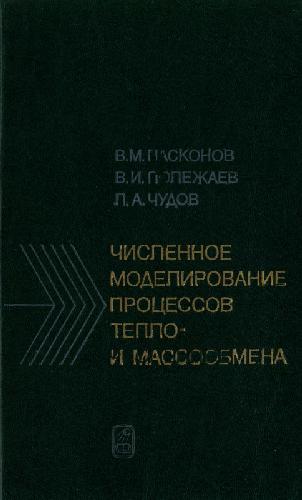 В.М.ПАСКОНОВ
В.И.ПОЛЕЖАЕВ
Л.А.ЧУДОВ
ЧИСЛЕННОЕ
МОДЕЛИРОВАНИЕ
ПРОЦЕССОВ
ТЕПЛО-
И МАССООБМЕНА